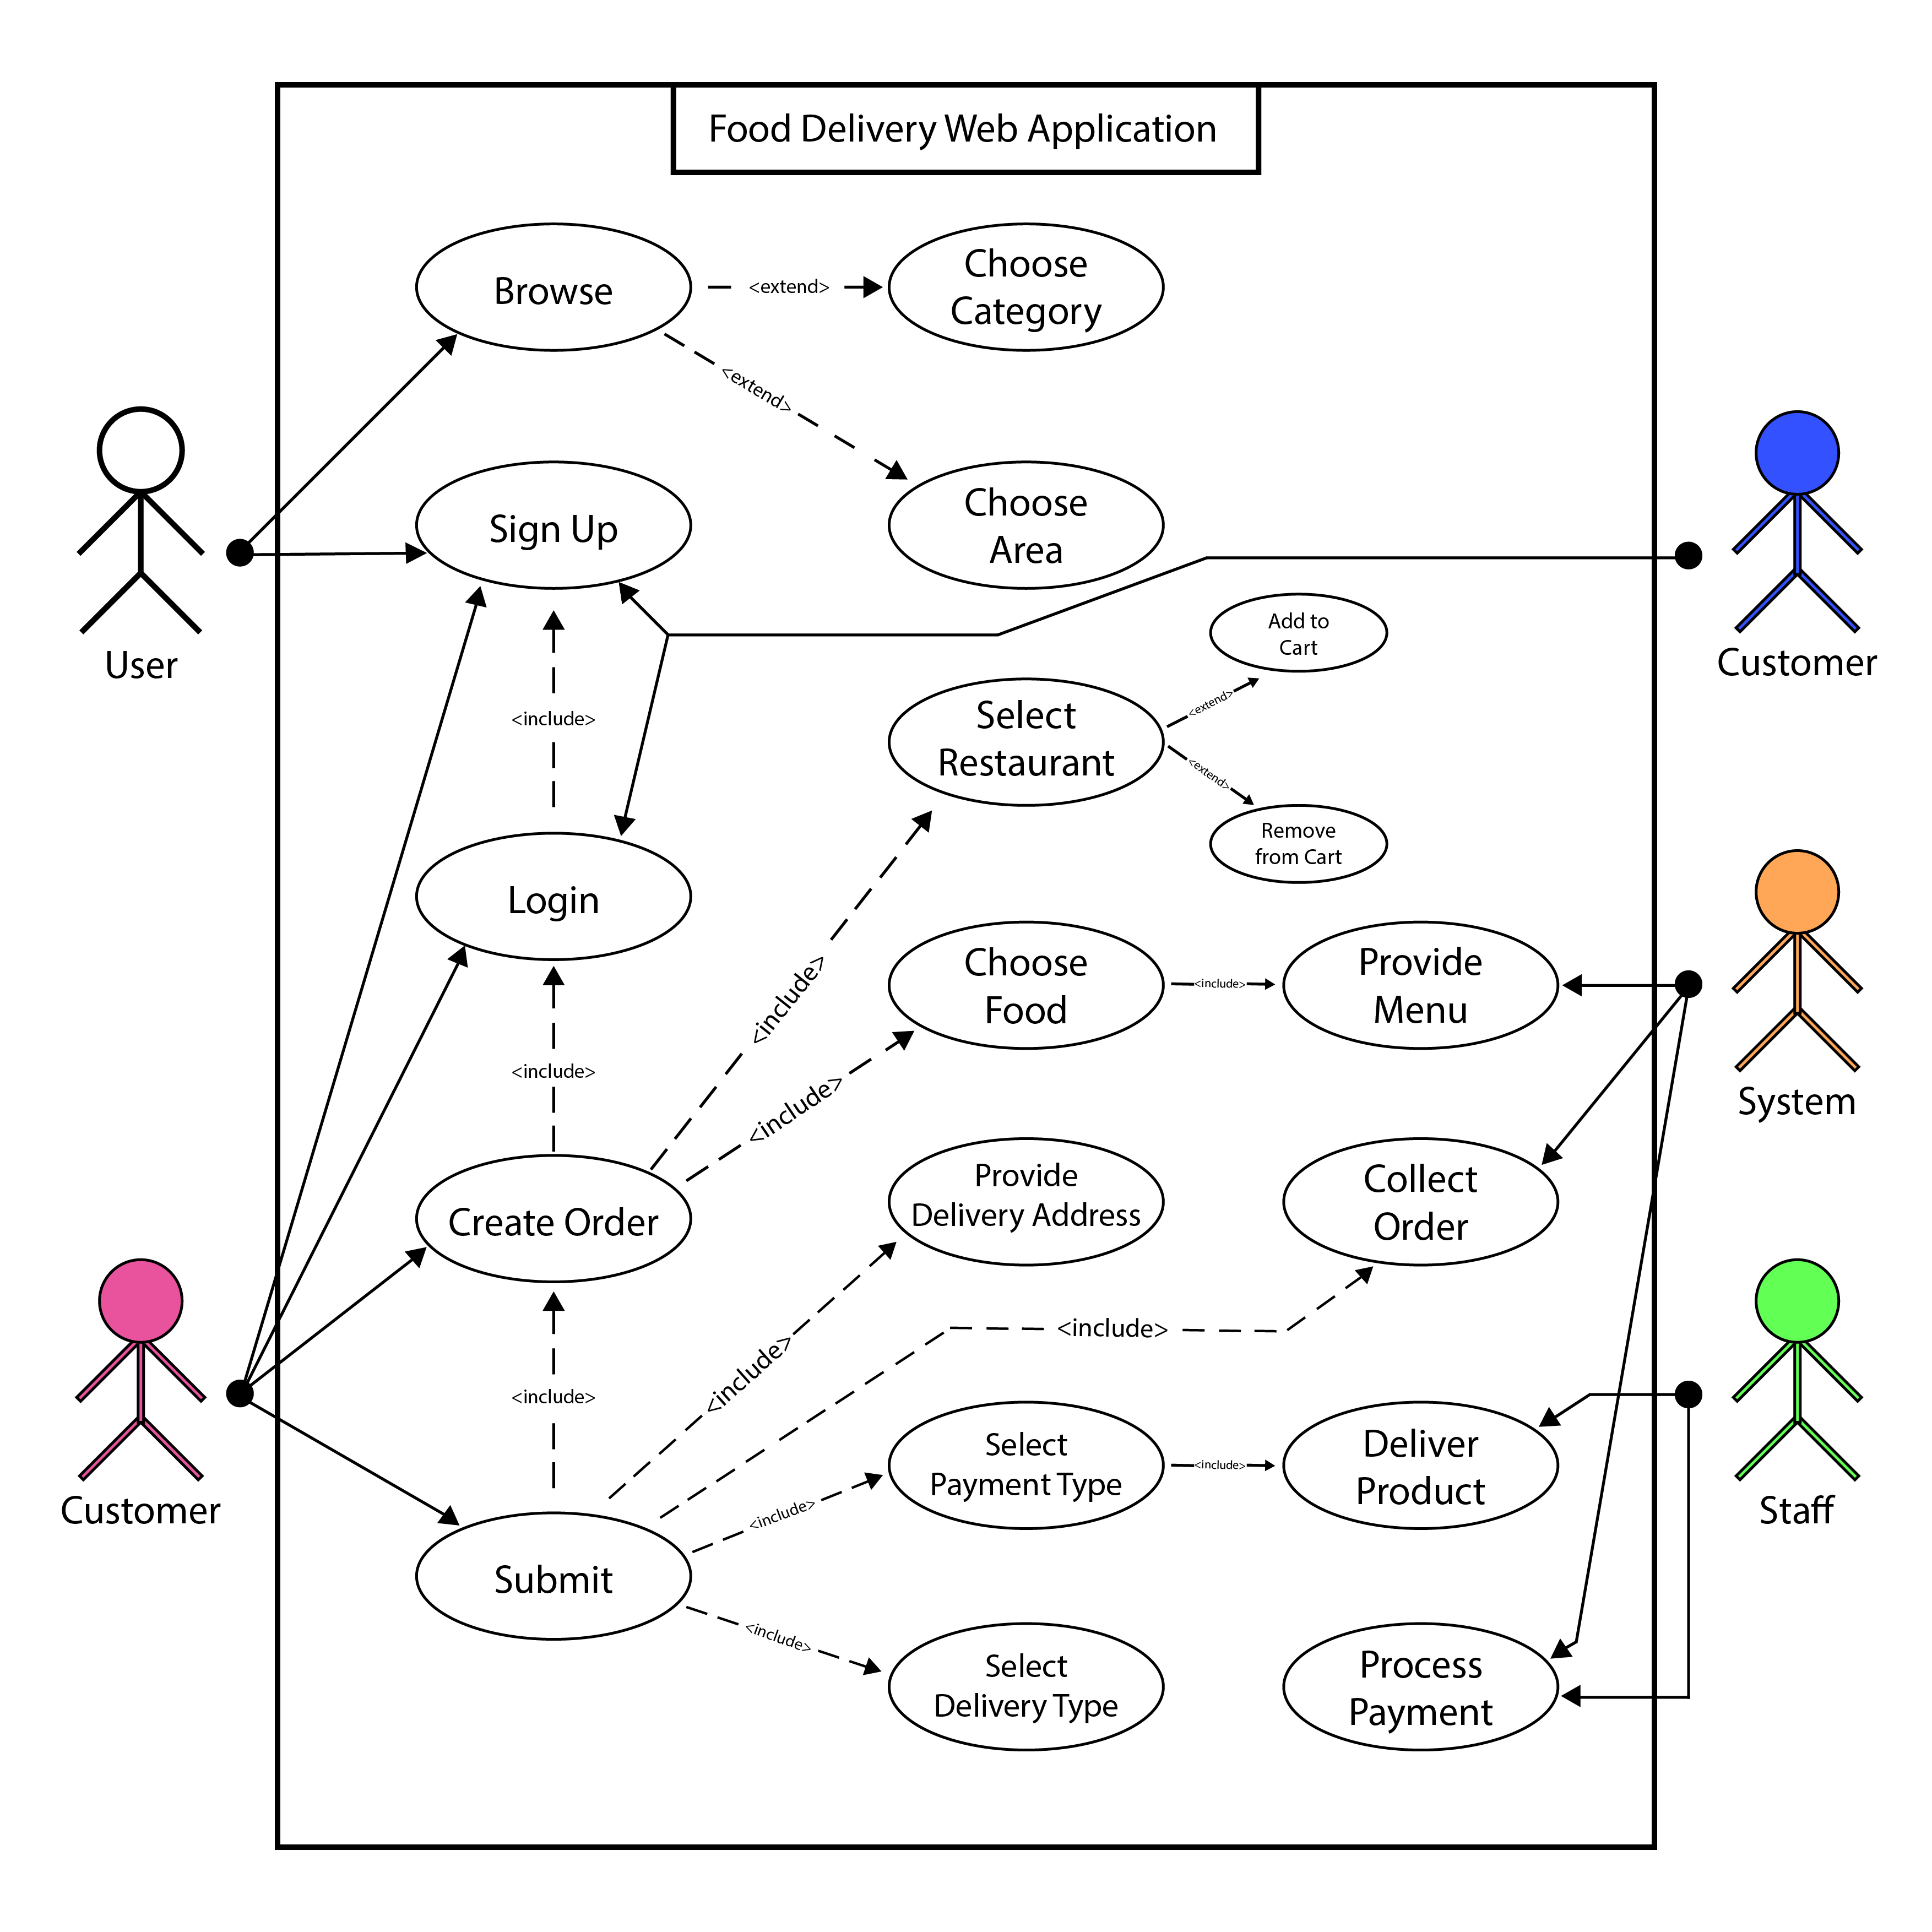 Food Delivery Web Application
Browse
<extend>
Choose
Category
<extend>
Sign Up
Choose
Area
User
Customer
<include>
Add to
Cart
Select
Restaurant
<extend>
<extend>
Remove
from Cart
Login
<include>
Choose
Food
<include>
Provide
Menu
System
<include>
<include>
Create Order
Provide
Delivery Address
Collect
Order
<include>
<include>
<include>
Customer
Submit
<include>
Select
Payment Type
<include>
Deliver
Product
Staff
<include>
Select
Delivery Type
Process
Payment